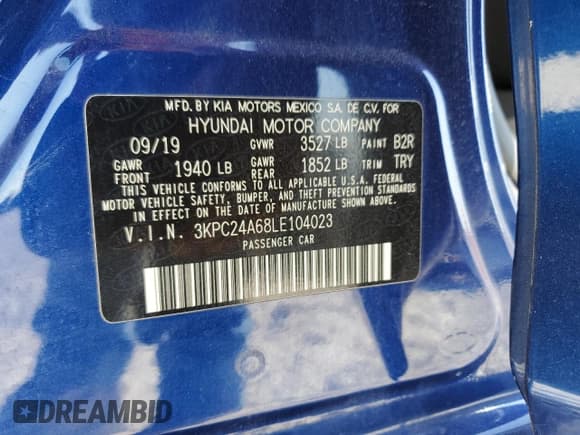 MFD. BY KIA MOTORS MEXICO S.A. DE C.V. FOR
HYUNDAI MOTOR COMPANY
09/19 GVWR 3527 LB PAINT B2R
GAWR FRONT 1940 LB GAWR REAR 1852 LB TRIM TRY
THIS VEHICLE CONFORMS TO ALL APPLICABLE U.S.A. FEDERAL
MOTOR VEHICLE SAFETY, BUMPER, AND THEFT PREVENTION STANDARDS
IN EFFECT ON THE DATE OF MANUFACTURE SHOWN ABOVE.
V.I.N. 3KPC24A68LE104023
PASSENGER CAR
DREAMBID